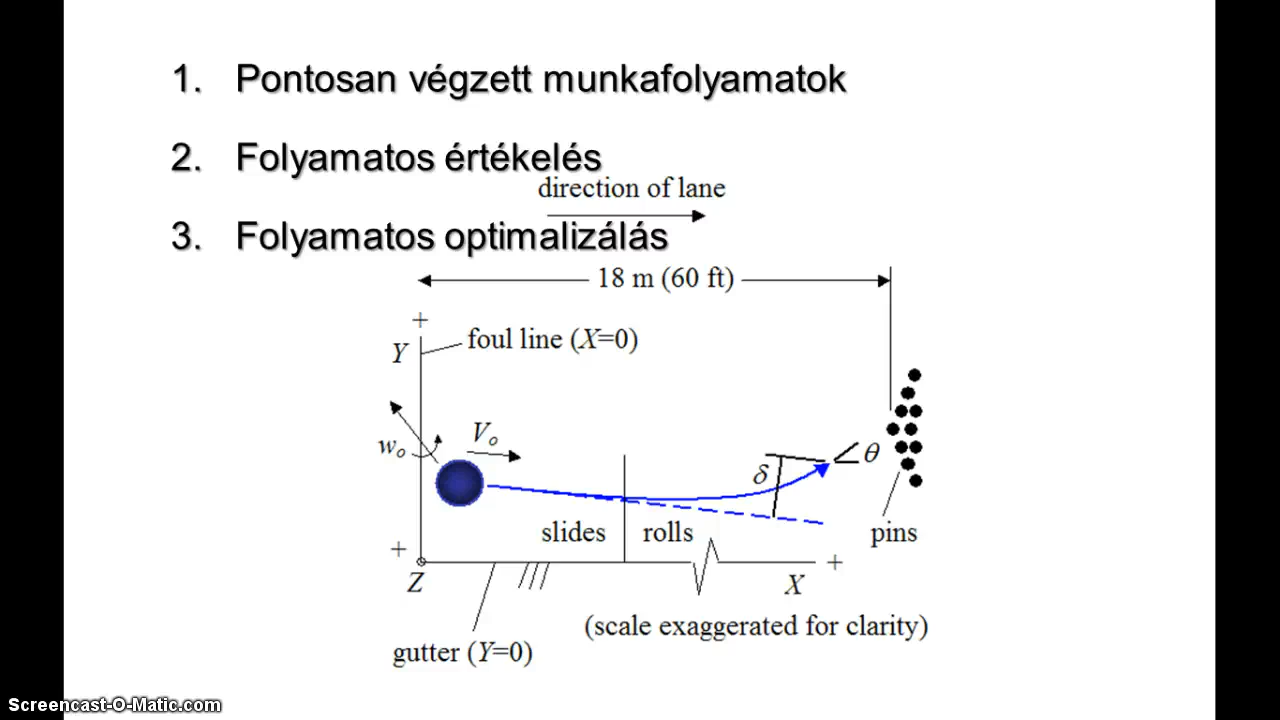 1. Pontosan végzett munkafolyamatok
2. Folyamatos értékelés
direction of lane
3. Folyamatos optimalizálás
18 m (60 ft)
+
foul line (X=0)
Y
Vo
wo
δ
θ
slides
rolls
pins
+
+
Z
X
(scale exaggerated for clarity)
gutter (Y=0)
Screencast-O-Matic.com